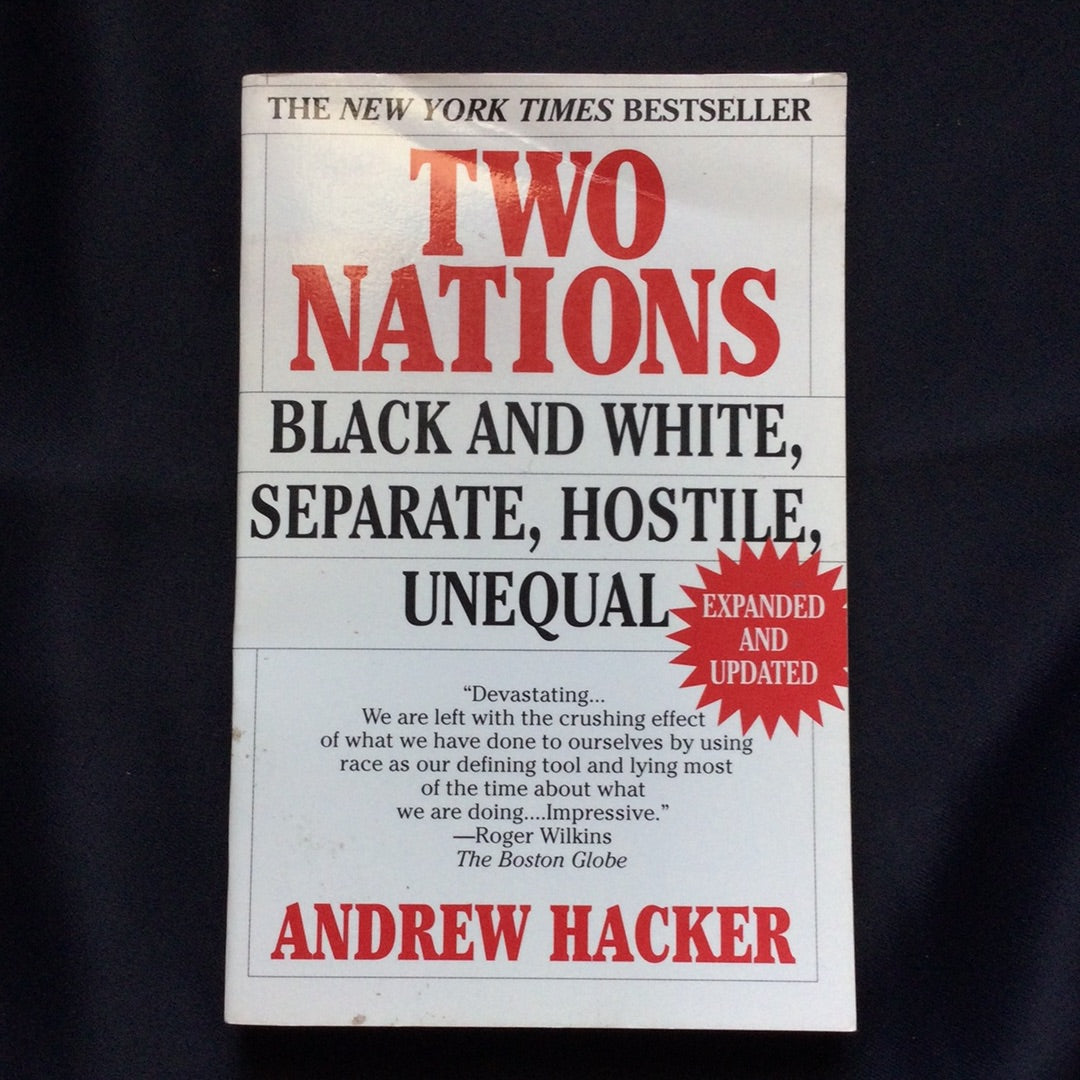 THE NEW YORK TIMES BESTSELLER
TWO
NATIONS
BLACK AND WHITE,
SEPARATE, HOSTILE,
UNEQUAL
EXPANDED
AND
UPDATED
“Devastating...
We are left with the crushing effect
of what we have done to ourselves by using
race as our defining tool and lying most
of the time about what
we are doing....Impressive.”
—Roger Wilkins
The Boston Globe
ANDREW HACKER